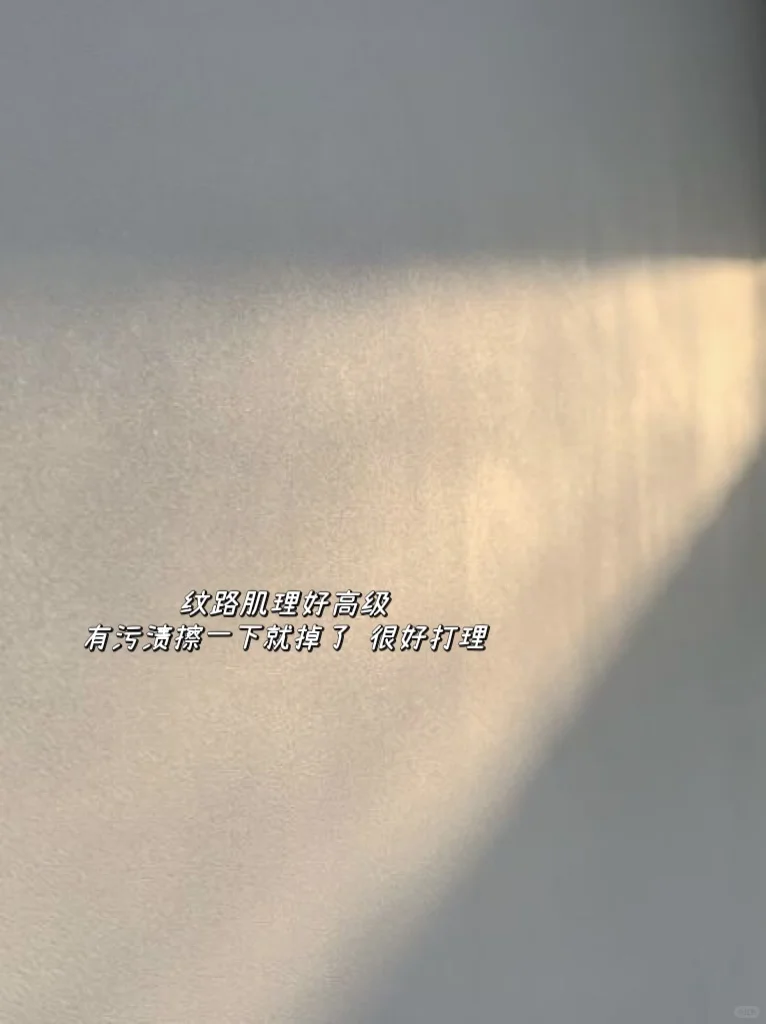 纹路肌理好高级
有污渍擦一下就掉了 很好打理